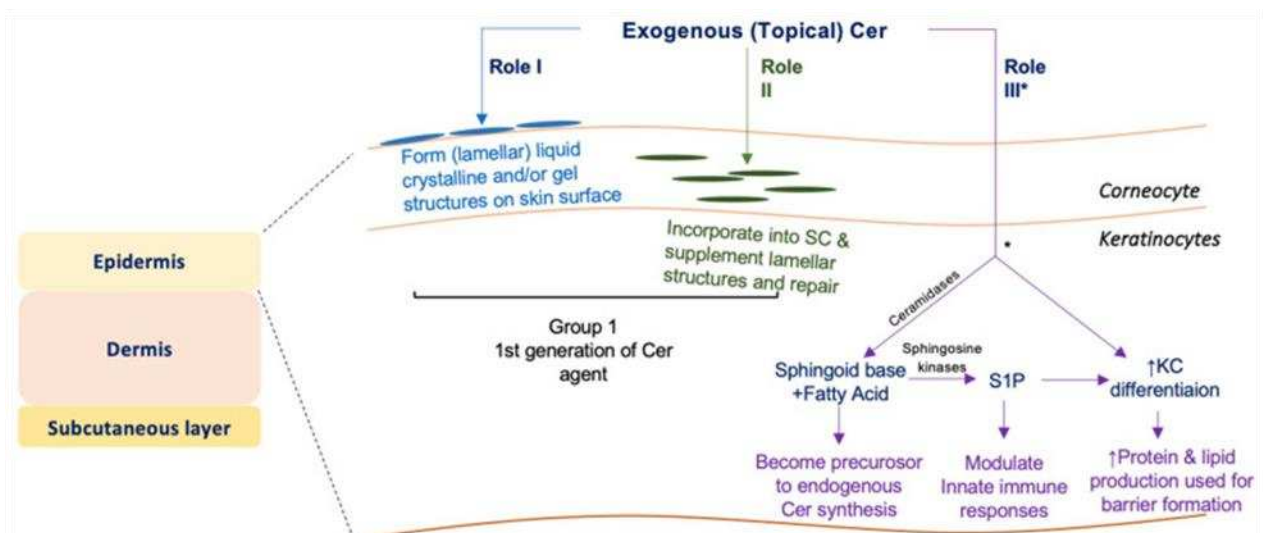 Exogenous (Topical) Cer
Role I
Role
II
Role
III*
Form (lamellar) liquid
crystalline and/or gel
structures on skin surface
Corneocyte
Incorporate into SC &
supplement lamellar
structures and repair
Keratinocytes
*
Epidermis
Dermis
Subcutaneous layer
Group 1
1st generation of Cer
agent
Ceramidases
Sphingoid base
+Fatty Acid
Sphingosine
kinases
S1P
↑KC
differentiaion
Become precurosor
to endogenous
Cer synthesis
Modulate
Innate immune
responses
↑Protein & lipid
production used for
barrier formation